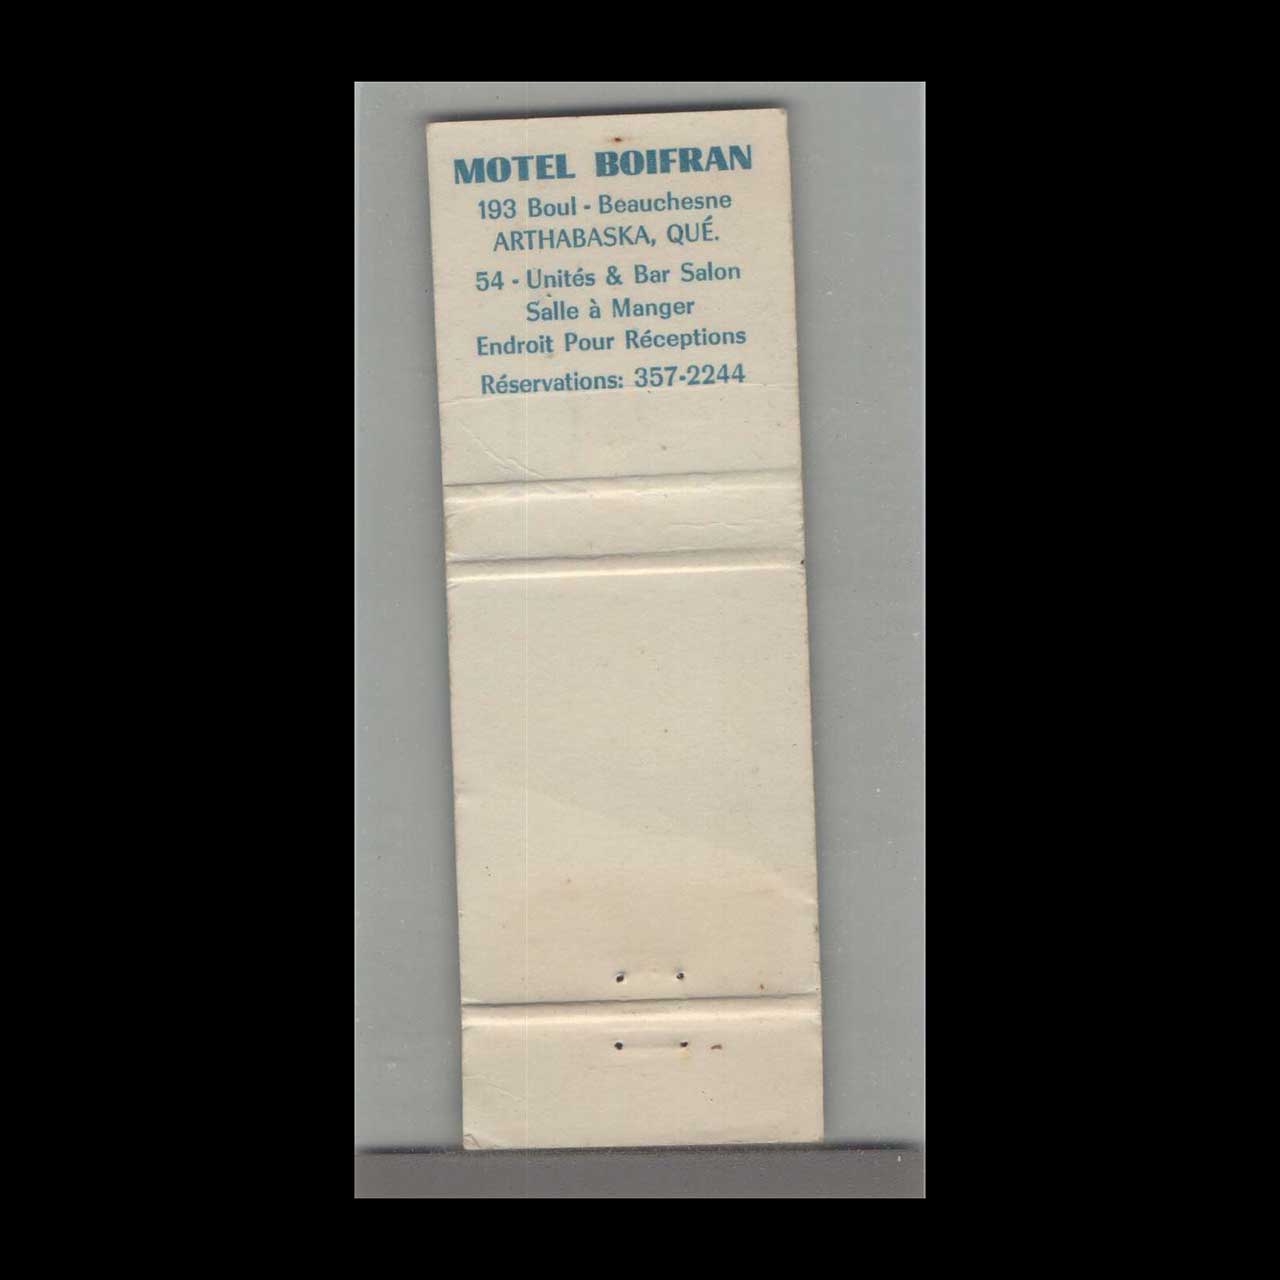 MOTEL BOIFRAN
193 Boul - Beauchesne
ARTHABASKA, QUÉ.
54 - Unités & Bar Salon
Salle à Manger
Endroit Pour Réceptions
Réservations: 357-2244